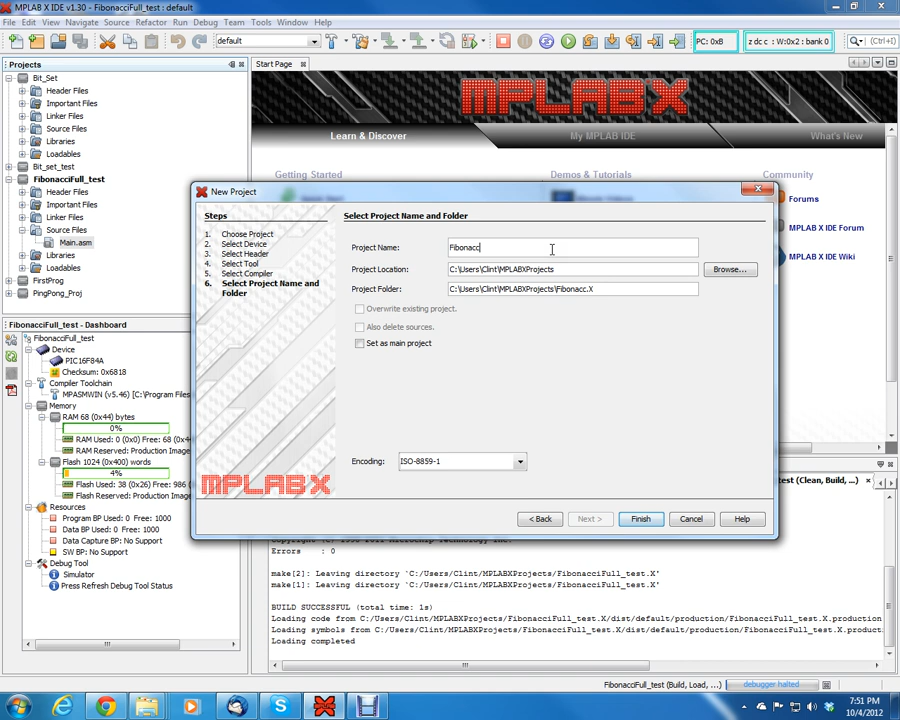 MPLAB X IDE v1.30 - FibonacciFull_test : default
File Edit View Navigate Source Refactor Run Debug Team Tools Window Help
default
PC: 0xB
z dc c : W:0x2 : bank 0
(Ctrl+I)
Projects
Start Page
Bit_Set
Header Files
Important Files
Linker Files
Source Files
Libraries
Loadables
Bit_set_test
FibonacciFull_test
Header Files
Important Files
Linker Files
Source Files
Main.asm
Libraries
Loadables
FirstProg
PingPong_Proj
MPLABX
Learn & Discover
My MPLAB IDE
What's New
Getting Started
Demos & Tutorials
Community
Forums
MPLAB X IDE Forum
MPLAB X IDE Wiki
New Project
Steps
1. Choose Project
2. Select Device
3. Select Header
4. Select Tool
5. Select Compiler
6. Select Project Name and
Folder
MPLAB X
Select Project Name and Folder
Project Name: Fibonacc
Project Location: C:\Users\Clint\MPLABXProjects
Browse...
Project Folder: C:\Users\Clint\MPLABXProjects\Fibonacc.X
Overwrite existing project.
Also delete sources.
Set as main project
Encoding: ISO-8859-1
< Back
Next >
Finish
Cancel
Help
FibonacciFull_test - Dashboard
FibonacciFull_test
Device
PIC16F84A
Checksum: 0x6818
Compiler Toolchain
MPASMWIN (v5.46) [C:\Program Files
Memory
RAM 68 (0x44) bytes
0%
RAM Used: 0 (0x0) Free: 68 (0x4
RAM Reserved: Production Image
Flash 1024 (0x400) words
4%
Flash Used: 38 (0x26) Free: 986
Flash Reserved: Production Image
Resources
Program BP Used: 0 Free: 1000
Data BP Used: 0 Free: 1000
Data Capture BP: No Support
SW BP: No Support
Debug Tool
Simulator
Press Refresh Debug Tool Status
test (Clean, Build, ...)
Errors : 0
make[2]: Leaving directory 'C:/Users/Clint/MPLABXProjects/FibonacciFull_test.X'
make[1]: Leaving directory 'C:/Users/Clint/MPLABXProjects/FibonacciFull_test.X'
BUILD SUCCESSFUL (total time: 1s)
Loading code from C:/Users/Clint/MPLABXProjects/FibonacciFull_test.X/dist/default/production/FibonacciFull_test.X.production.
Loading symbols from C:/Users/Clint/MPLABXProjects/FibonacciFull_test.X/dist/default/production/FibonacciFull_test.X.product
Loading completed
FibonacciFull_test (Build, Load, ...)
debugger halted
7:51 PM
10/4/2012